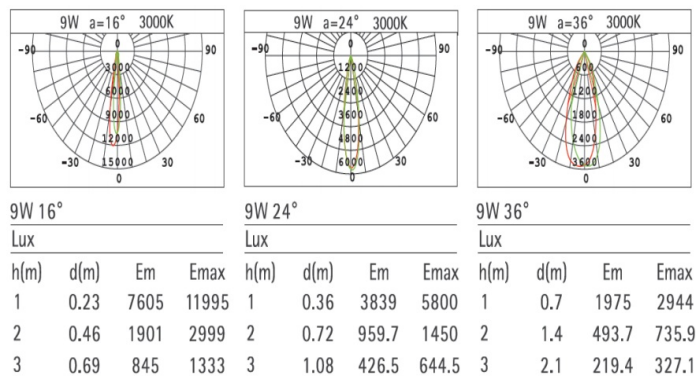 9W a=16° 3000K
0
-90 90
3000
6000
-60 9000 60
12000
-30 15000 30
0
9W 16°
Lux
h(m) d(m) Em Emax
1 0.23 7605 11995
2 0.46 1901 2999
3 0.69 845 1333
9W a=24° 3000K
0
-90 90
1200
2400
-60 3600 60
4800
-30 6000 30
0
9W 24°
Lux
h(m) d(m) Em Emax
1 0.36 3839 5800
2 0.72 959.7 1450
3 1.08 426.5 644.5
9W a=36° 3000K
0
-90 90
600
1200
-60 1800 60
2400
-30 3600 30
0
9W 36°
Lux
h(m) d(m) Em Emax
1 0.7 1975 2944
2 1.4 493.7 735.9
3 2.1 219.4 327.1